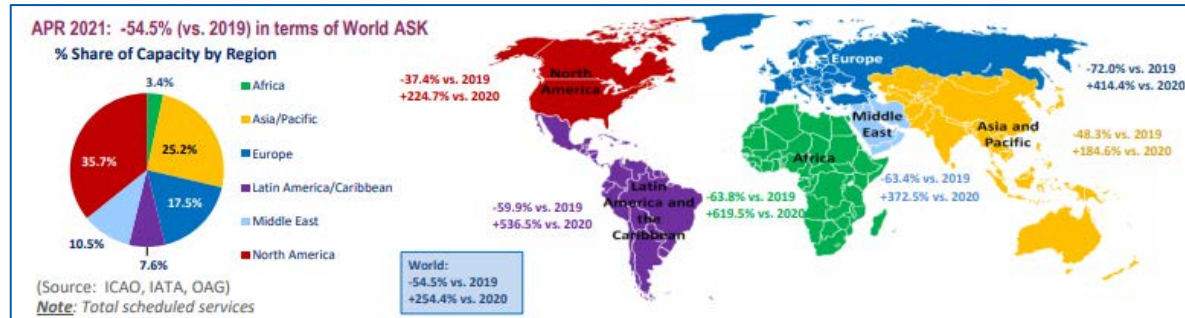 APR 2021: -54.5% (vs. 2019) in terms of World ASK
% Share of Capacity by Region
3.4%
25.2%
17.5%
7.6%
10.5%
35.7%
Africa
Asia/Pacific
Europe
Latin America/Caribbean
Middle East
North America
(Source: ICAO, IATA, OAG)
Note: Total scheduled services
North
America
-37.4% vs. 2019
+224.7% vs. 2020
Europe
-72.0% vs. 2019
+414.4% vs. 2020
Middle
East
-63.4% vs. 2019
+372.5% vs. 2020
Asia and
Pacific
-48.3% vs. 2019
+184.6% vs. 2020
Africa
-63.8% vs. 2019
+619.5% vs. 2020
Latin
America and
the
Caribbean
-59.9% vs. 2019
+536.5% vs. 2020
World:
-54.5% vs. 2019
+254.4% vs. 2020